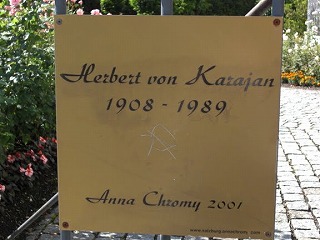 Herbert von Karajan
1908 - 1989
Anna Chromy 2001